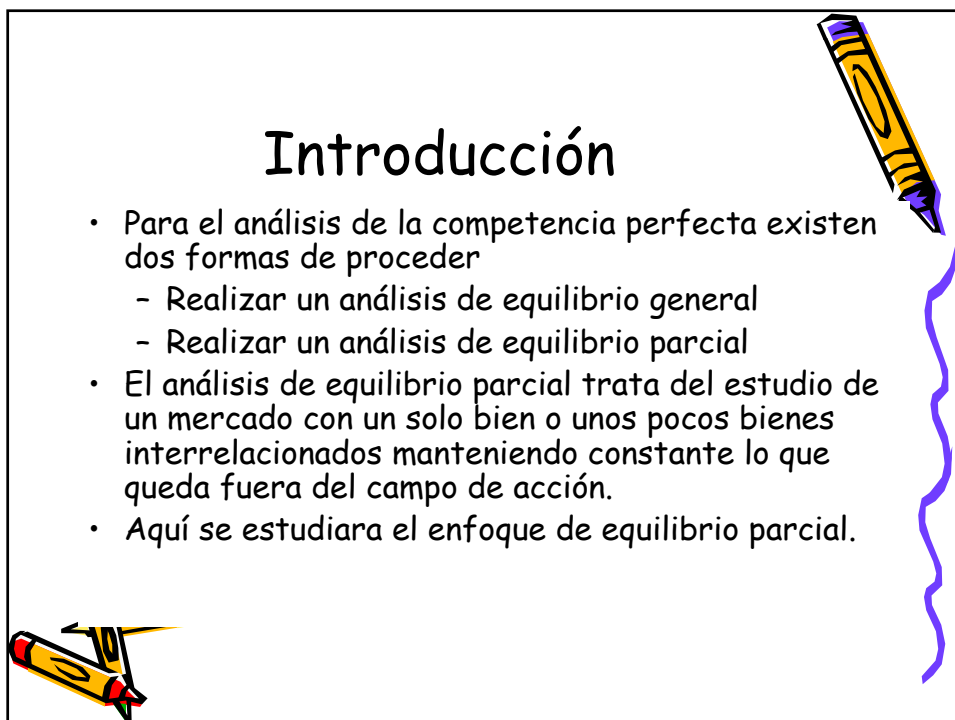 Introducción
• Para el análisis de la competencia perfecta existen
dos formas de proceder
– Realizar un análisis de equilibrio general
– Realizar un análisis de equilibrio parcial
• El análisis de equilibrio parcial trata del estudio de
un mercado con un solo bien o unos pocos bienes
interrelacionados manteniendo constante lo que
queda fuera del campo de acción.
• Aquí se estudiara el enfoque de equilibrio parcial.